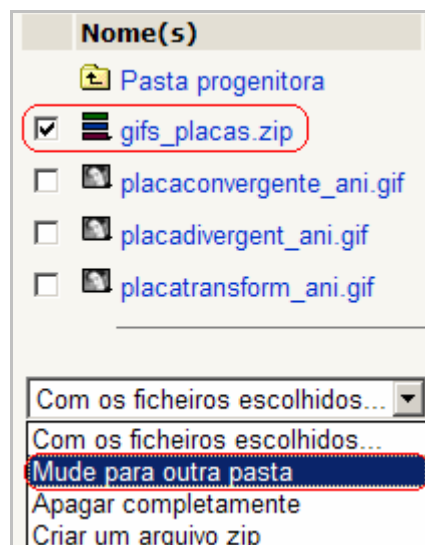 Nome(s)
Pasta progenitora
gifs_placas.zip
placaconvergente_ani.gif
placadivergent_ani.gif
placatransform_ani.gif
Com os ficheiros escolhidos...
Com os ficheiros escolhidos...
Mude para outra pasta
Apagar completamente
Criar um arquivo zip